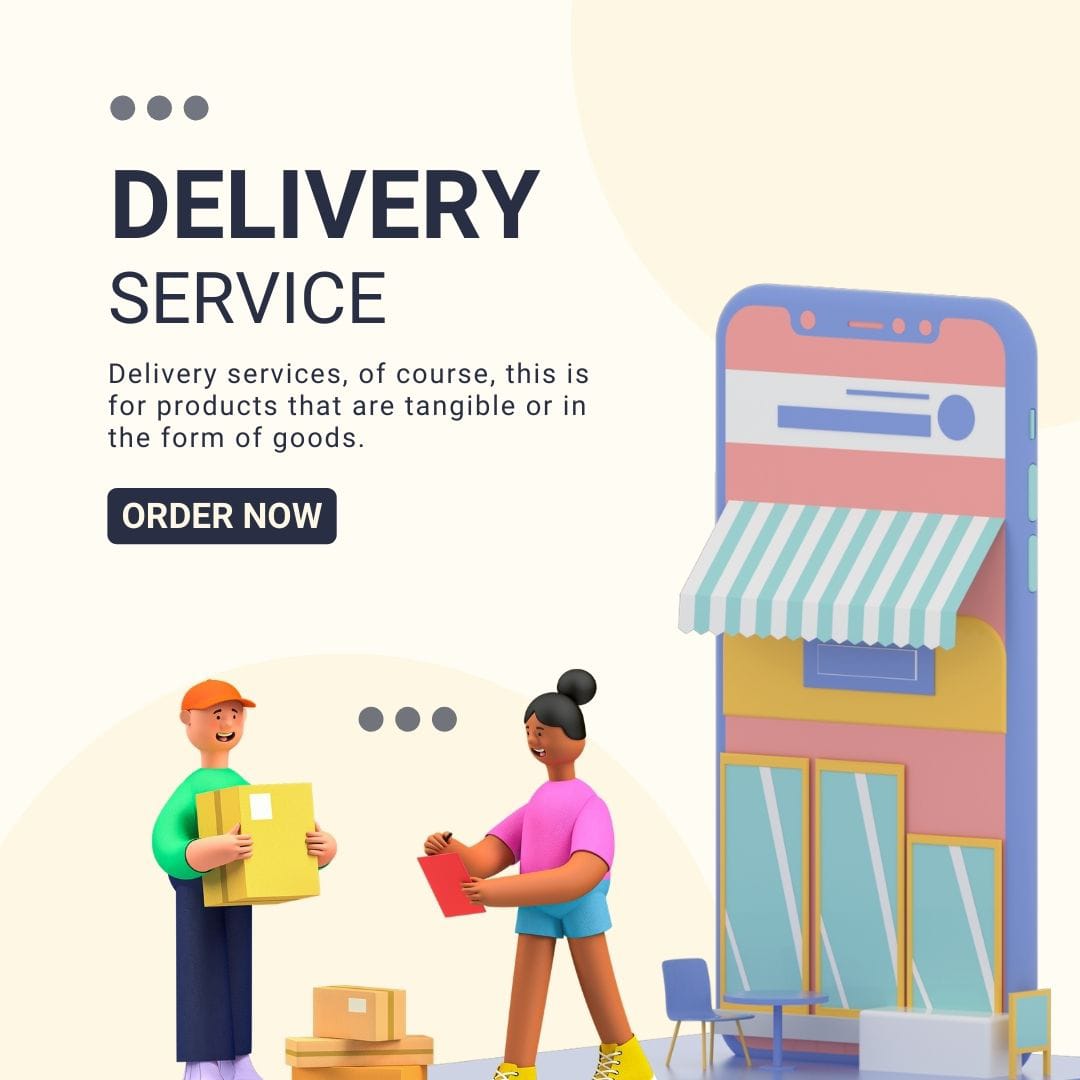 DELIVERY
SERVICE
Delivery services, of course, this is
for products that are tangible or in
the form of goods.
ORDER NOW